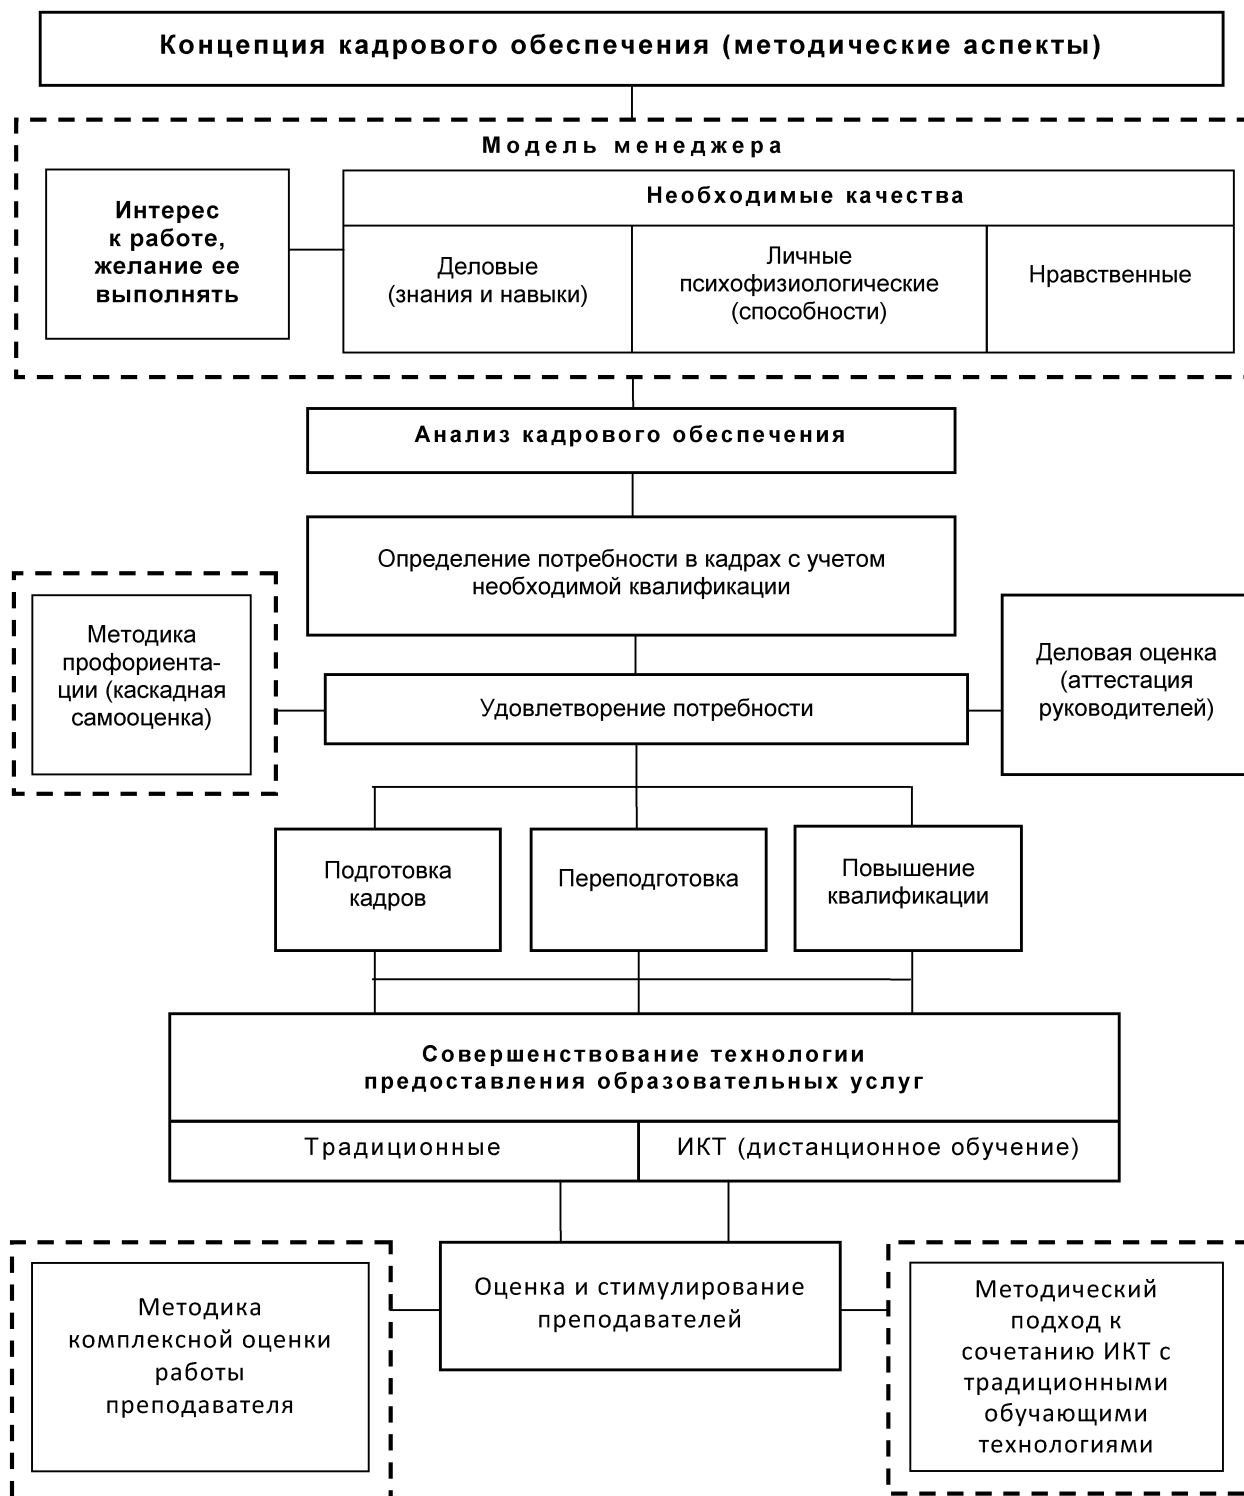 Концепция кадрового обеспечения (методические аспекты)
Модель менеджера
Интерес
к работе,
желание ее
выполнять
Необходимые качества
Деловые
(знания и навыки)
Личные
психофизиологические
(способности)
Нравственные
Анализ кадрового обеспечения
Определение потребности в кадрах с учетом
необходимой квалификации
Методика
профориента-
ции (каскадная
самооценка)
Удовлетворение потребности
Деловая оценка
(аттестация
руководителей)
Подготовка
кадров
Переподготовка
Повышение
квалификации
Совершенствование технологии
предоставления образовательных услуг
Традиционные
ИКТ (дистанционное обучение)
Методика
комплексной оценки
работы
преподавателя
Оценка и стимулирование
преподавателей
Методический
подход к
сочетанию ИКТ с
традиционными
обучающими
технологиями